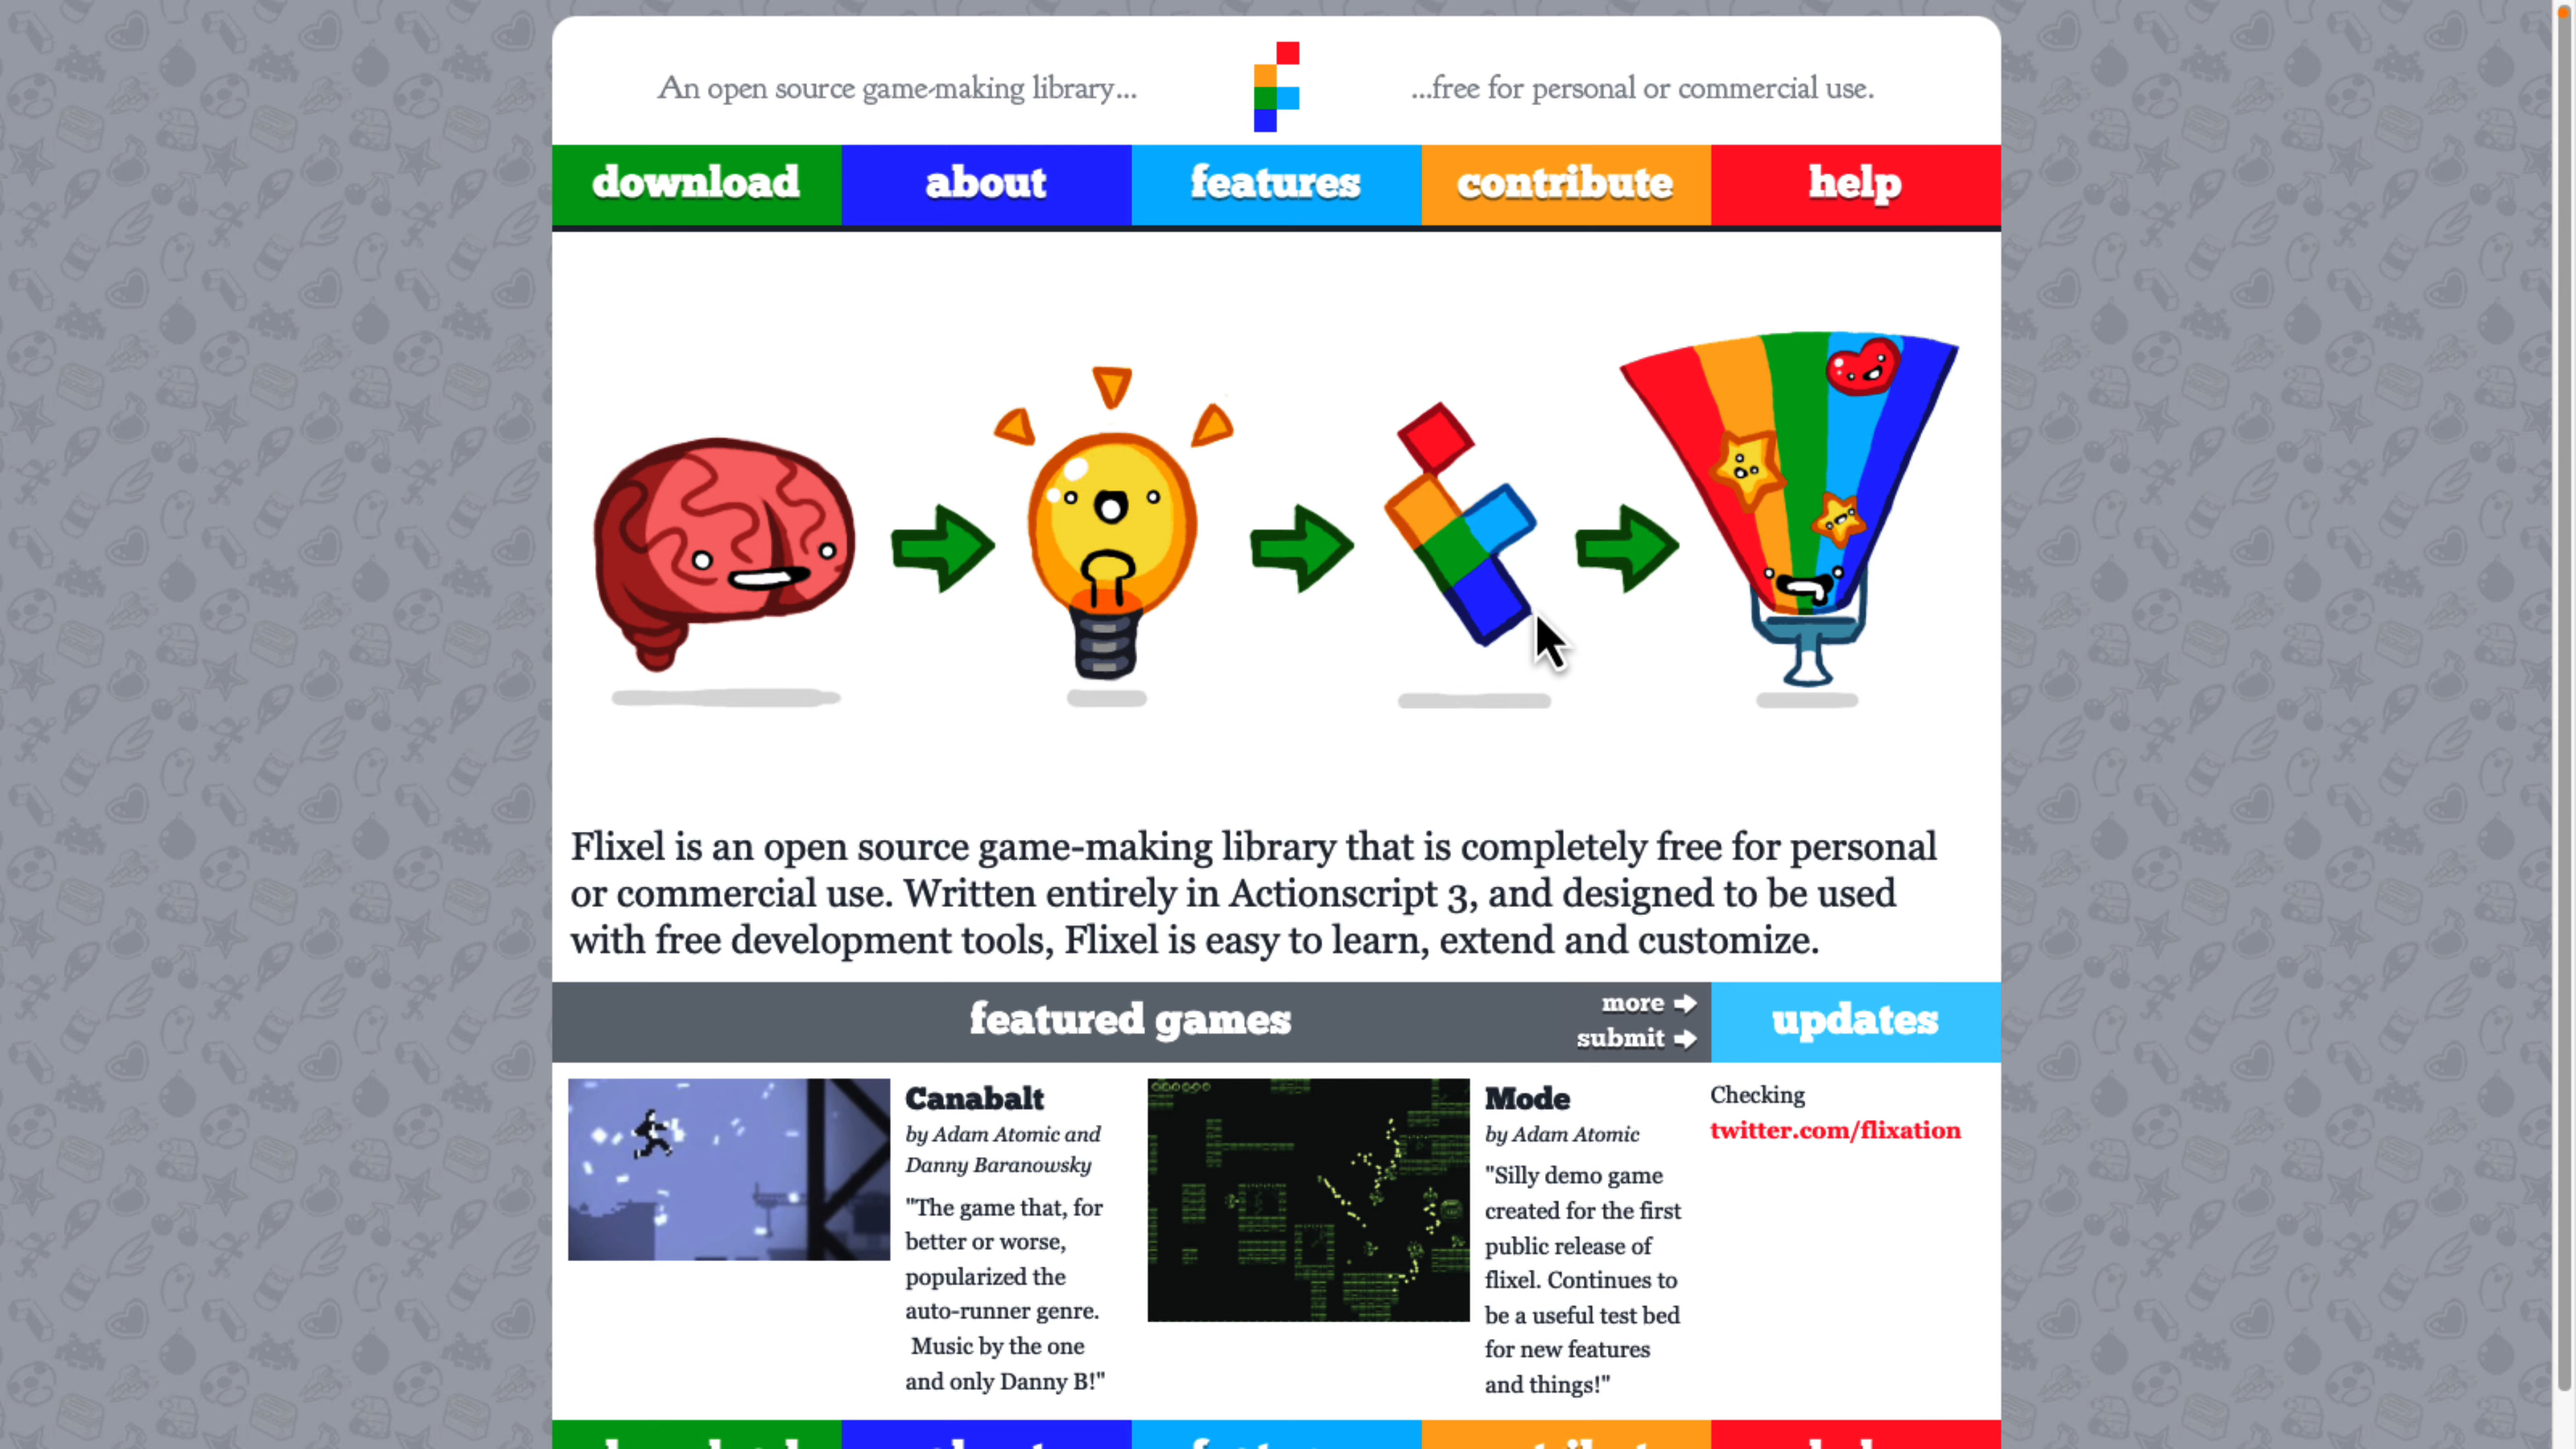 An open source game-making library...
...free for personal or commercial use.
download
about
features
contribute
help
Flixel is an open source game-making library that is completely free for personal
or commercial use. Written entirely in Actionscript 3, and designed to be used
with free development tools, Flixel is easy to learn, extend and customize.
featured games
more
submit
updates
Canabalt
by Adam Atomic and
Danny Baranowsky
"The game that, for
better or worse,
popularized the
auto-runner genre.
Music by the one
and only Danny B!"
Mode
by Adam Atomic
"Silly demo game
created for the first
public release of
flixel. Continues to
be a useful test bed
for new features
and things!"
Checking
twitter.com/flixation